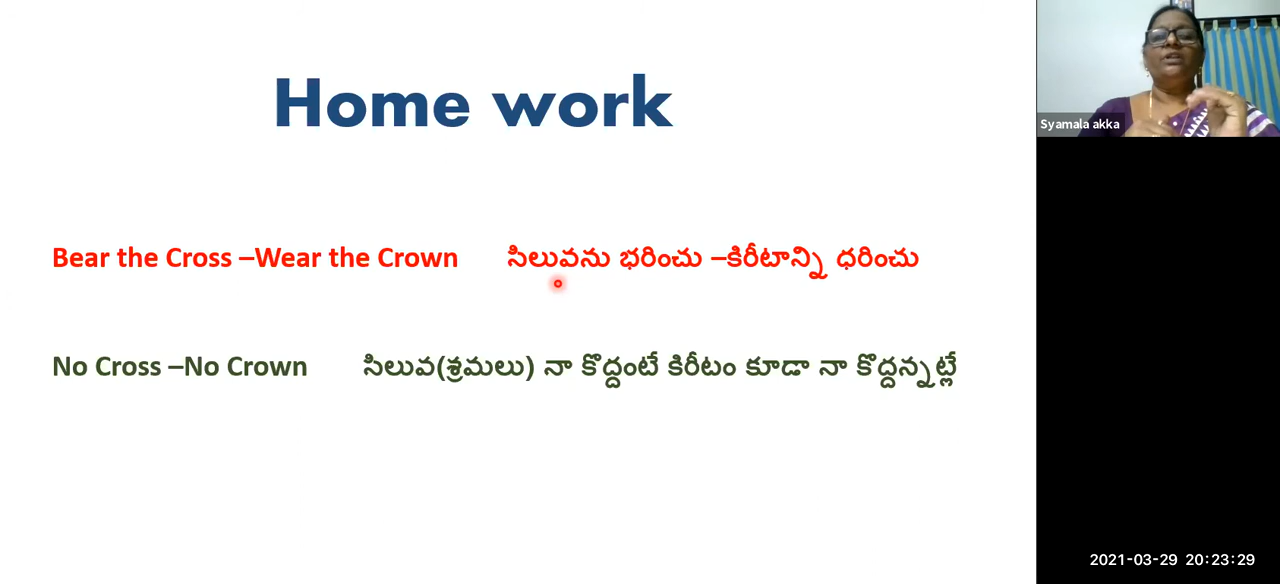 Home work
Bear the Cross –Wear the Crown సిలువను భరించు –కిరీటాన్ని ధరించు
No Cross –No Crown సిలువ(శ్రమలు) నా కొద్దంటే కిరీటం కూడా నా కొద్దన్నట్లే
Syamala akka
2021-03-29 20:23:29